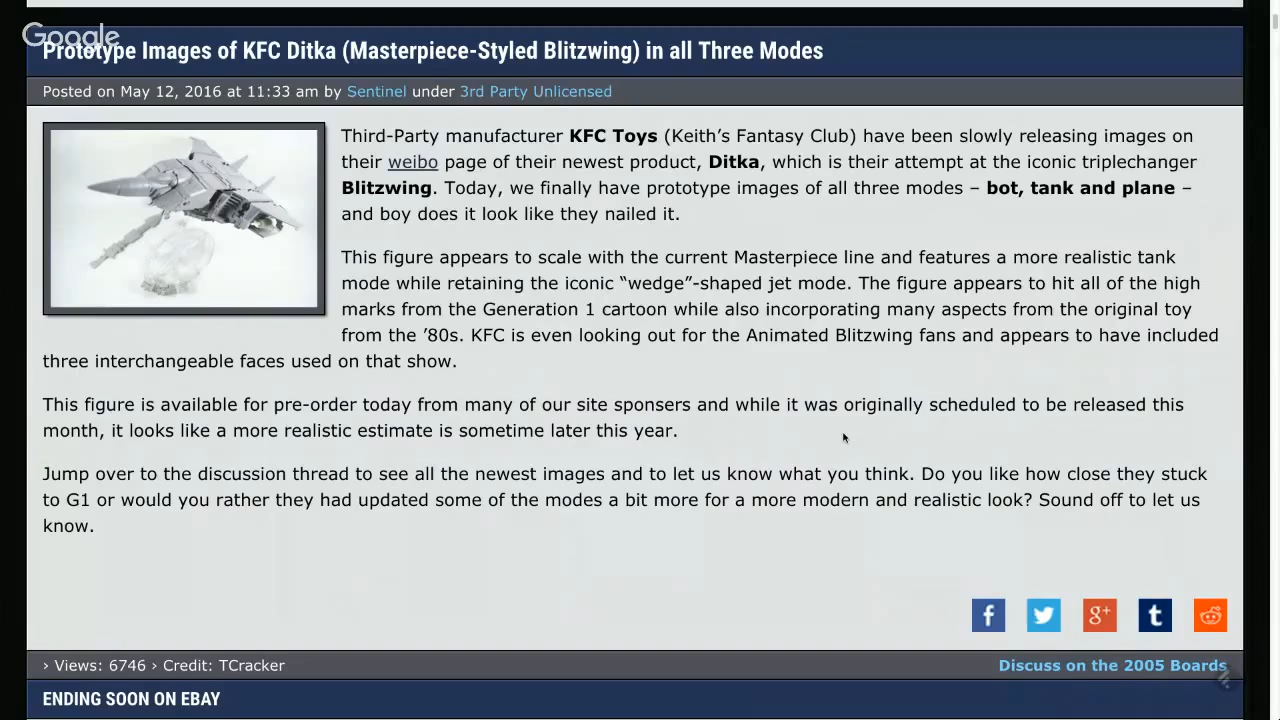 Google
Prototype Images of KFC Ditka (Masterpiece-Styled Blitzwing) in all Three Modes
Posted on May 12, 2016 at 11:33 am by Sentinel under 3rd Party Unlicensed
Third-Party manufacturer KFC Toys (Keith’s Fantasy Club) have been slowly releasing images on
their weibo page of their newest product, Ditka, which is their attempt at the iconic triplechanger
Blitzwing. Today, we finally have prototype images of all three modes – bot, tank and plane –
and boy does it look like they nailed it.
This figure appears to scale with the current Masterpiece line and features a more realistic tank
mode while retaining the iconic “wedge”-shaped jet mode. The figure appears to hit all of the high
marks from the Generation 1 cartoon while also incorporating many aspects from the original toy
from the ’80s. KFC is even looking out for the Animated Blitzwing fans and appears to have included
three interchangeable faces used on that show.
This figure is available for pre-order today from many of our site sponsers and while it was originally scheduled to be released this
month, it looks like a more realistic estimate is sometime later this year.
Jump over to the discussion thread to see all the newest images and to let us know what you think. Do you like how close they stuck
to G1 or would you rather they had updated some of the modes a bit more for a more modern and realistic look? Sound off to let us
know.
f g+ t
› Views: 6746 › Credit: TCracker
Discuss on the 2005 Boards
ENDING SOON ON EBAY